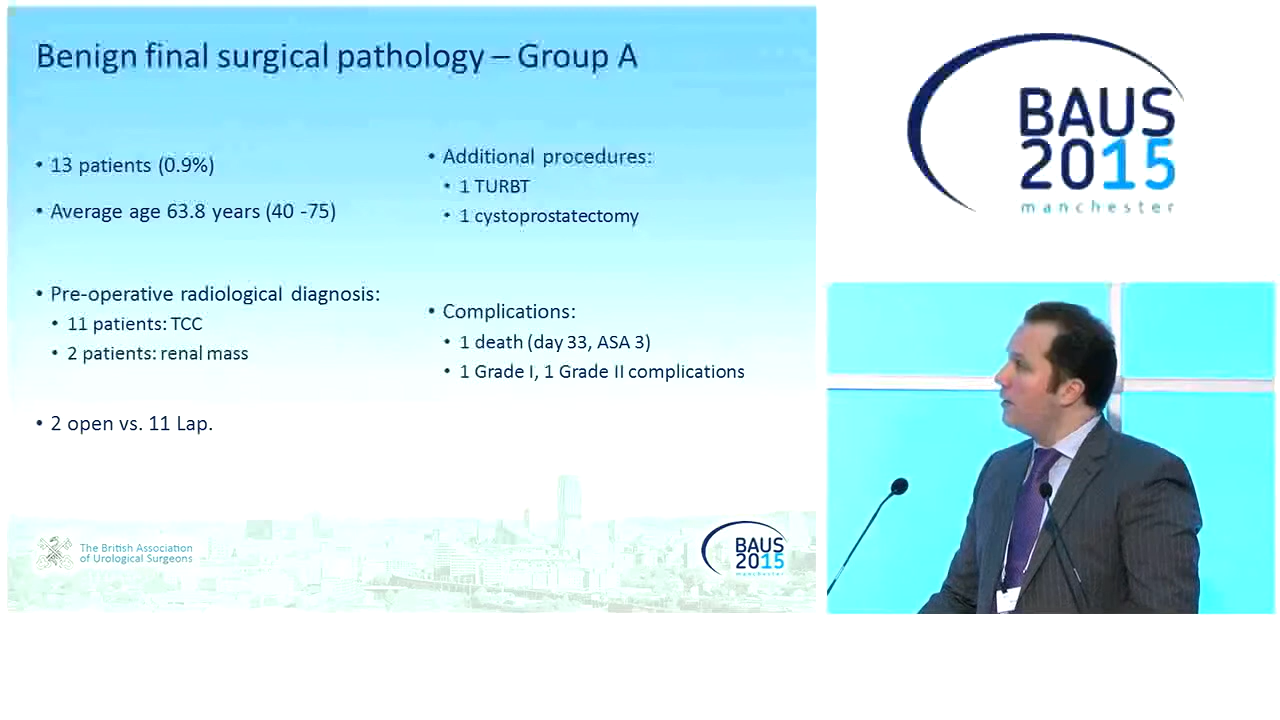 Benign final surgical pathology – Group A
• 13 patients (0.9%)
• Average age 63.8 years (40 -75)
• Pre-operative radiological diagnosis:
• 11 patients: TCC
• 2 patients: renal mass
• 2 open vs. 11 Lap.
• Additional procedures:
• 1 TURBT
• 1 cystoprostatectomy
• Complications:
• 1 death (day 33, ASA 3)
• 1 Grade I, 1 Grade II complications
The British Association
of Urological Surgeons
BAUS
2015
manchester
BAUS
2015
manchester